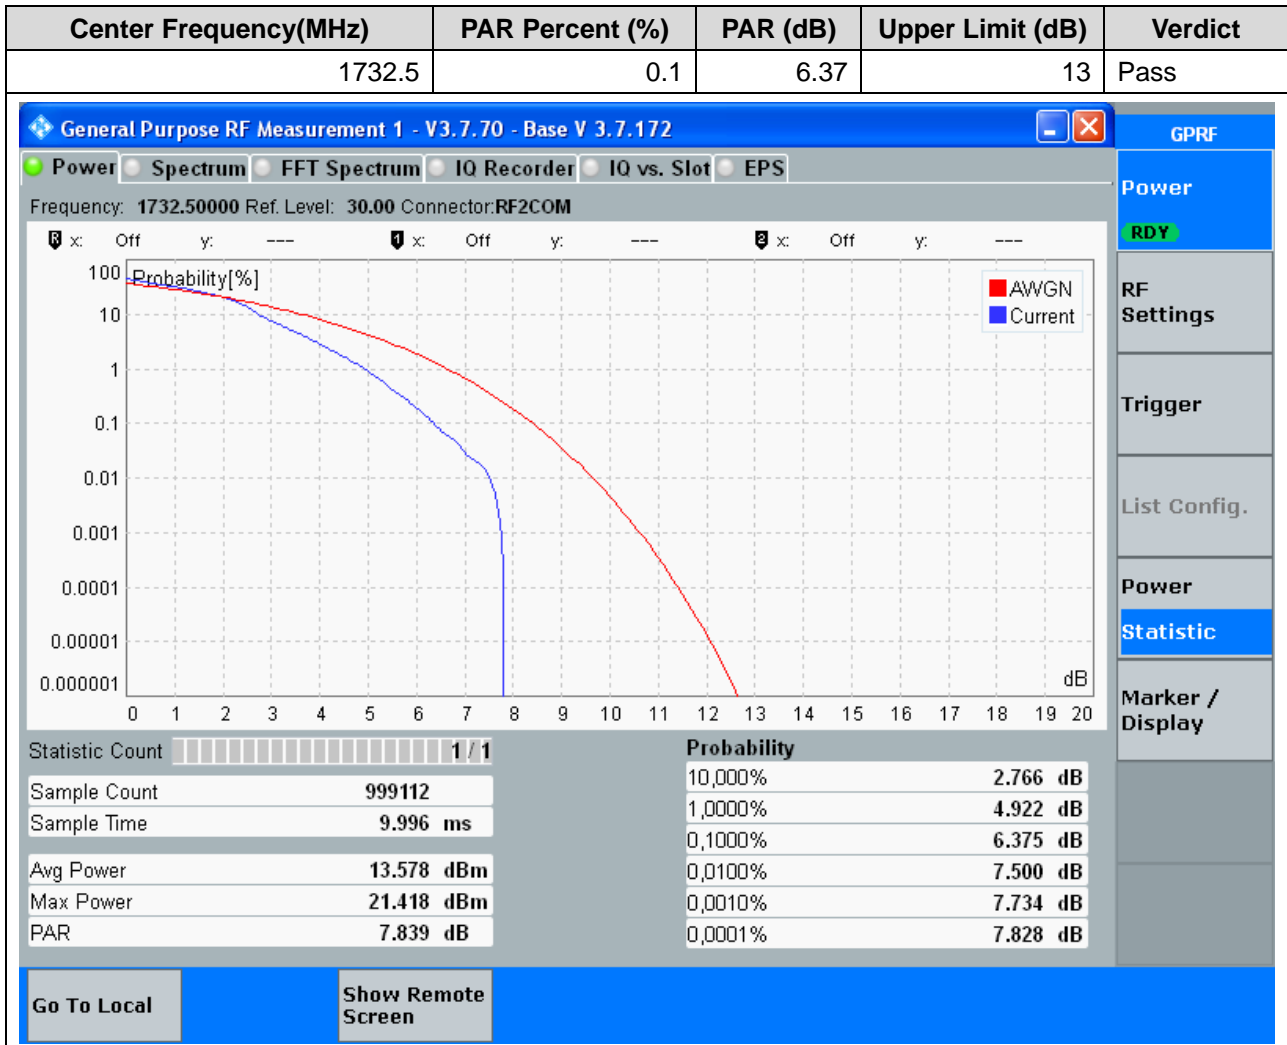 Center Frequency(MHz) PAR Percent (%) PAR (dB) Upper Limit (dB) Verdict
1732.5 0.1 6.37 13 Pass
General Purpose RF Measurement 1 - V3.7.70 - Base V 3.7.172
GPRF
Power Spectrum FFT Spectrum IQ Recorder IQ vs. Slot EPS
Power
RDY
Frequency: 1732.50000 Ref. Level: 30.00 Connector:RF2COM
R x: Off y: --- 1 x: Off y: --- 2 x: Off y: ---
Probability[%]
AWGN
Current
100
10
1
0.1
0.01
0.001
0.0001
0.00001
0.000001
dB
0 1 2 3 4 5 6 7 8 9 10 11 12 13 14 15 16 17 18 19 20
RF
Settings
Trigger
List Config.
Power
Statistic
Marker /
Display
Statistic Count 1 / 1
Sample Count 999112
Sample Time 9.996 ms
Avg Power 13.578 dBm
Max Power 21.418 dBm
PAR 7.839 dB
Probability
10,000% 2.766 dB
1,0000% 4.922 dB
0,1000% 6.375 dB
0,0100% 7.500 dB
0,0010% 7.734 dB
0,0001% 7.828 dB
Go To Local
Show Remote
Screen